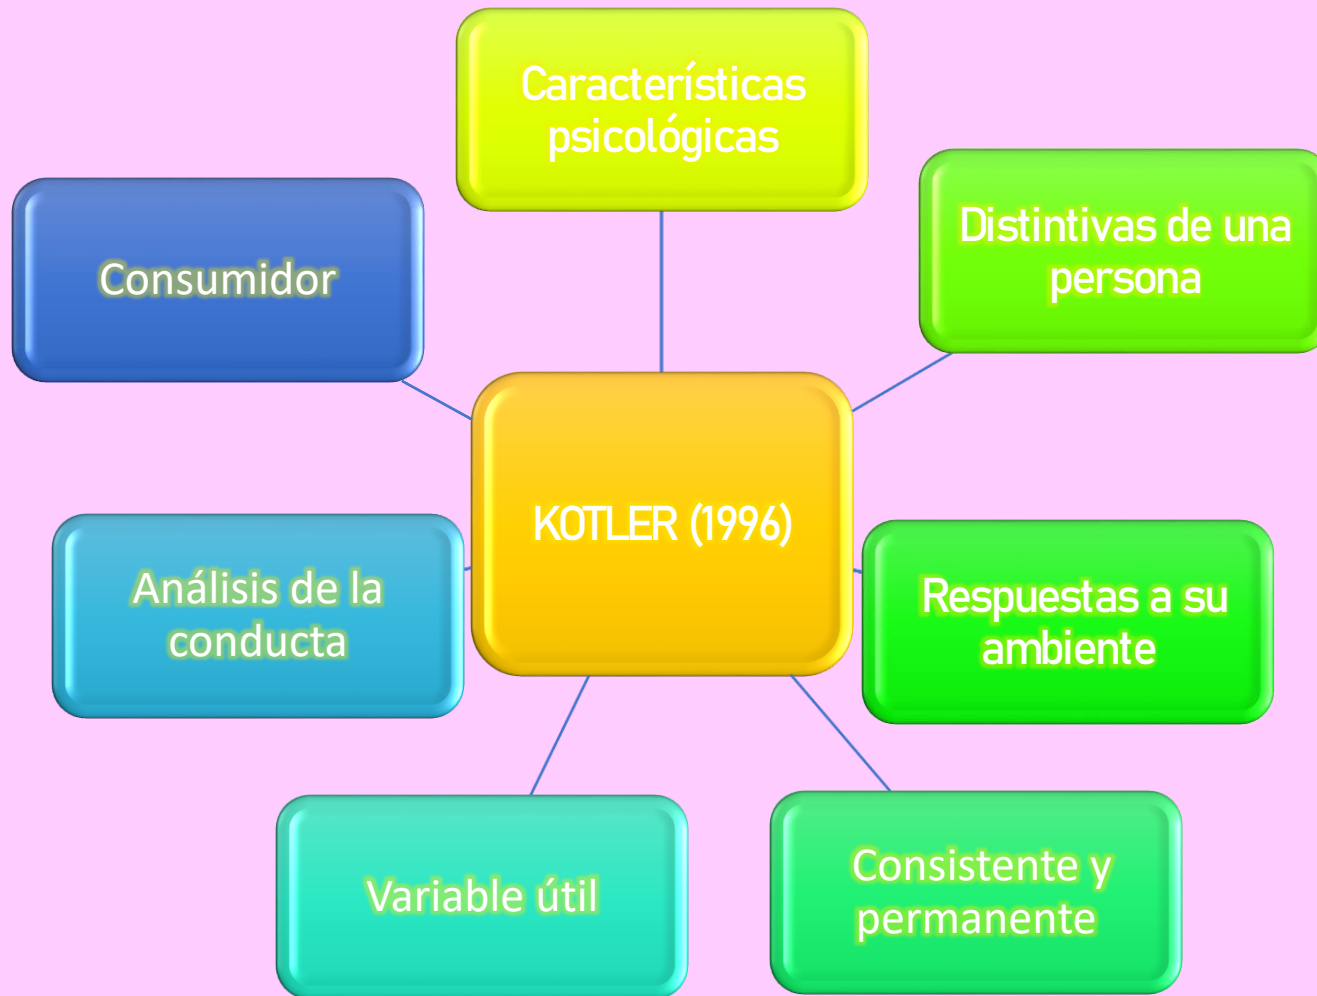 Características
psicológicas
Distintivas de una
persona
Respuestas a su
ambiente
Consistente y
permanente
Variable útil
Análisis de la
conducta
Consumidor
KOTLER (1996)